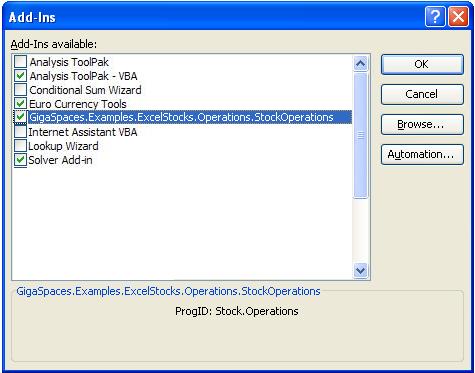 Add-Ins
Add-Ins available:
Analysis ToolPak
Analysis ToolPak - VBA
Conditional Sum Wizard
Euro Currency Tools
GigaSpaces.Examples.ExcelStocks.Operations.StockOperations
Internet Assistant VBA
Lookup Wizard
Solver Add-in
OK
Cancel
Browse...
Automation...
GigaSpaces.Examples.ExcelStocks.Operations.StockOperations
ProgID: Stock.Operations